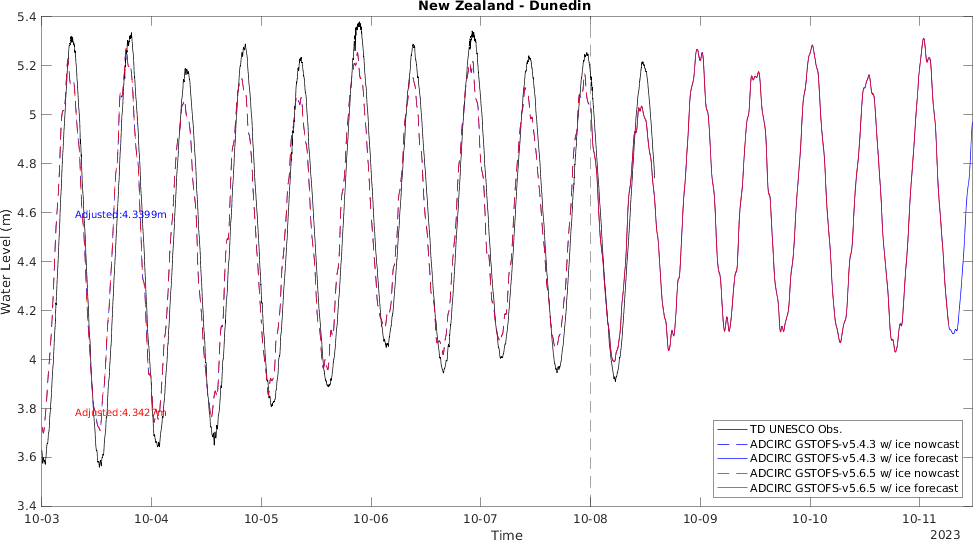 New Zealand - Dunedin
5.4
5.2
5
4.8
4.6
4.4
4.2
4
3.8
3.6
3.4
Water Level (m)
Adjusted:4.3399m
Adjusted:4.3427m
TD UNESCO Obs.
ADCIRC GSTOFS-v5.4.3 w/ ice nowcast
ADCIRC GSTOFS-v5.4.3 w/ ice forecast
ADCIRC GSTOFS-v5.6.5 w/ ice nowcast
ADCIRC GSTOFS-v5.6.5 w/ ice forecast
10-03 10-04 10-05 10-06 10-07 10-08 10-09 10-10 10-11
Time
2023